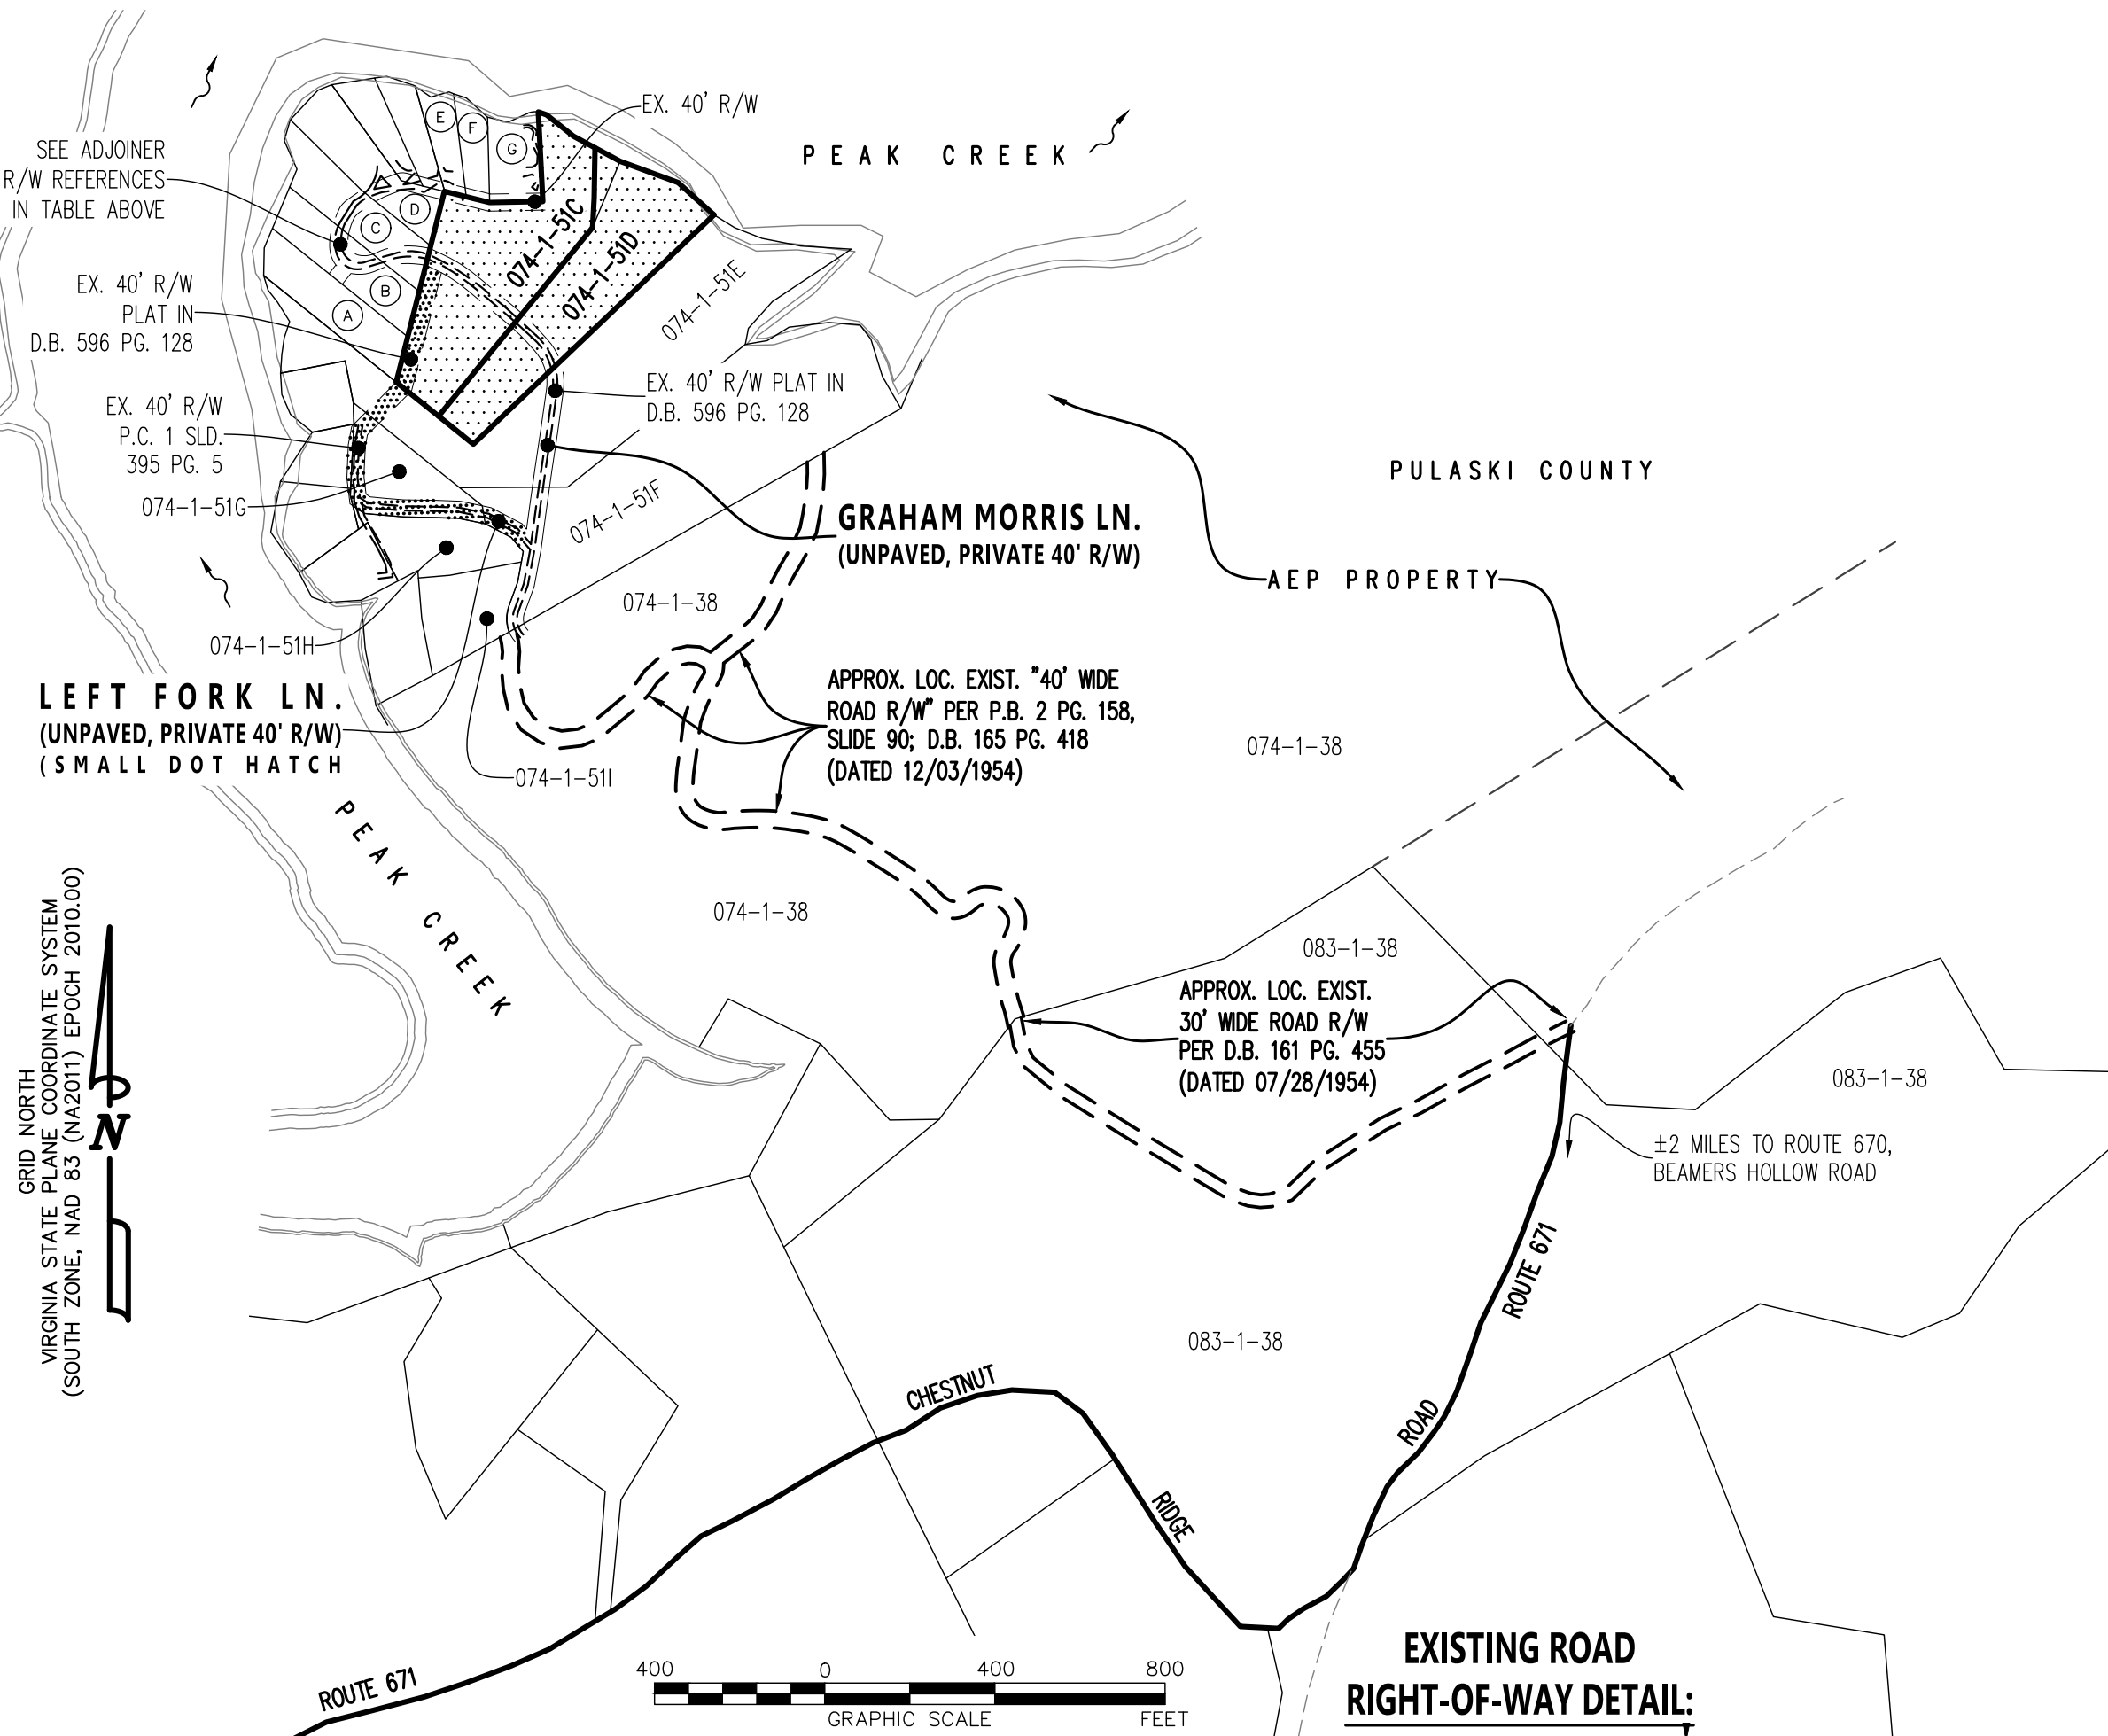 EX. 40' R/W
E
F
G
PEAK CREEK
SEE ADJOINER
R/W REFERENCES
IN TABLE ABOVE
D
C
B
A
074-1-51C
074-1-51D
074-1-51E
EX. 40' R/W
PLAT IN
D.B. 596 PG. 128
EX. 40' R/W PLAT IN
D.B. 596 PG. 128
EX. 40' R/W
P.C. 1 SLD.
395 PG. 5
074-1-51G
074-1-51F
PULASKI COUNTY
GRAHAM MORRIS LN.
(UNPAVED, PRIVATE 40' R/W)
AEP PROPERTY
074-1-38
074-1-51H
LEFT FORK LN.
(UNPAVED, PRIVATE 40' R/W)
(SMALL DOT HATCH
074-1-51I
APPROX. LOC. EXIST. "40' WIDE
ROAD R/W" PER P.B. 2 PG. 158,
SLIDE 90; D.B. 165 PG. 418
(DATED 12/03/1954)
074-1-38
PEAK CREEK
074-1-38
083-1-38
APPROX. LOC. EXIST.
30' WIDE ROAD R/W
PER D.B. 161 PG. 455
(DATED 07/28/1954)
083-1-38
±2 MILES TO ROUTE 670,
BEAMERS HOLLOW ROAD
GRID NORTH
VIRGINIA STATE PLANE COORDINATE SYSTEM
(SOUTH ZONE, NAD 83 (NA2011) EPOCH 2010.00)
N
ROUTE 671
083-1-38
CHESTNUT
ROAD
RIDGE
ROUTE 671
400 0 400 800
GRAPHIC SCALE FEET
EXISTING ROAD
RIGHT-OF-WAY DETAIL: